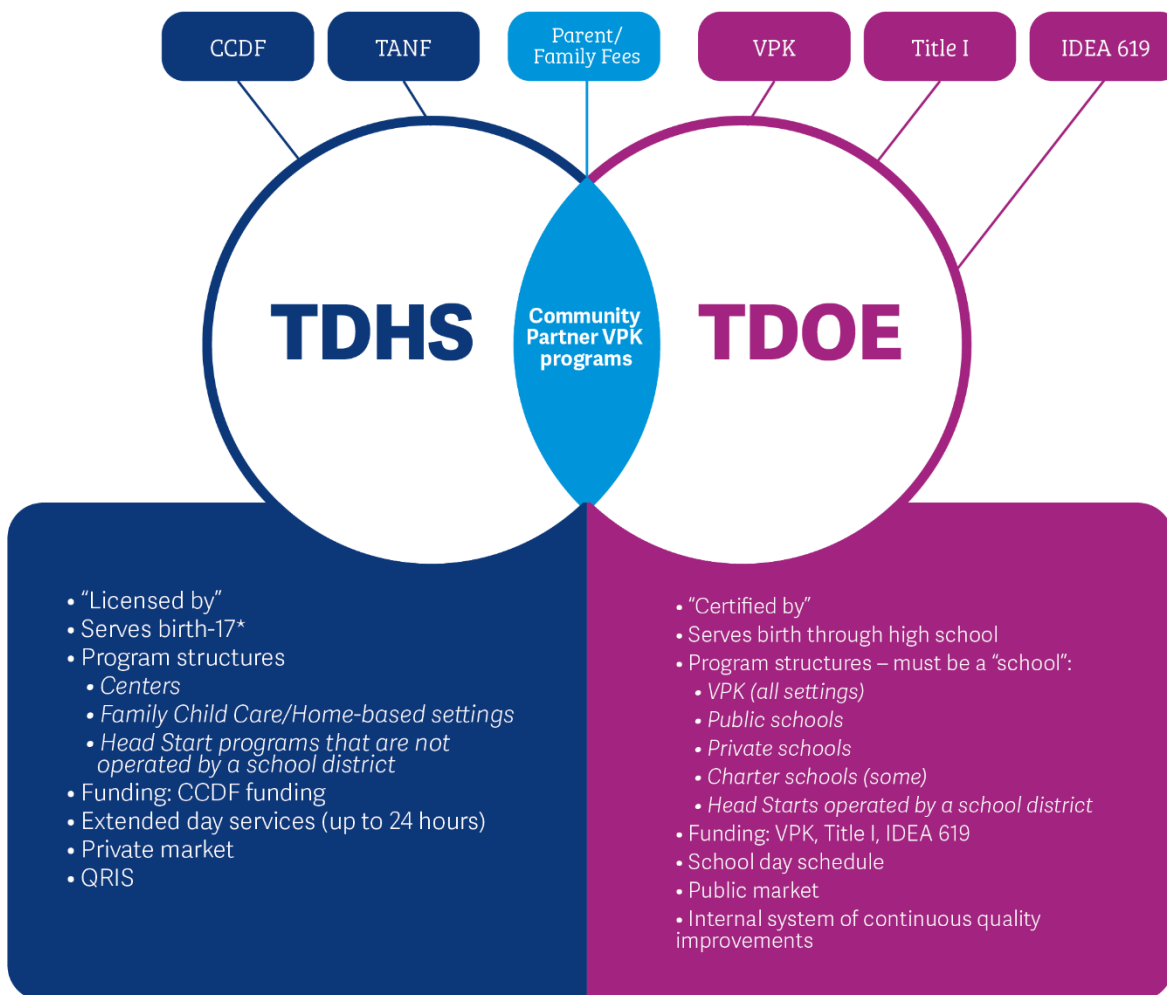 CCDF
TANF
Parent/
Family Fees
VPK
Title I
IDEA 619
TDHS
Community
Partner VPK
programs
TDOE
• “Licensed by”
• Serves birth-17*
• Program structures
• Centers
• Family Child Care/Home-based settings
• Head Start programs that are not
operated by a school district
• Funding: CCDF funding
• Extended day services (up to 24 hours)
• Private market
• QRIS
• “Certified by”
• Serves birth through high school
• Program structures – must be a “school”:
• VPK (all settings)
• Public schools
• Private schools
• Charter schools (some)
• Head Starts operated by a school district
• Funding: VPK, Title I, IDEA 619
• School day schedule
• Public market
• Internal system of continuous quality
improvements